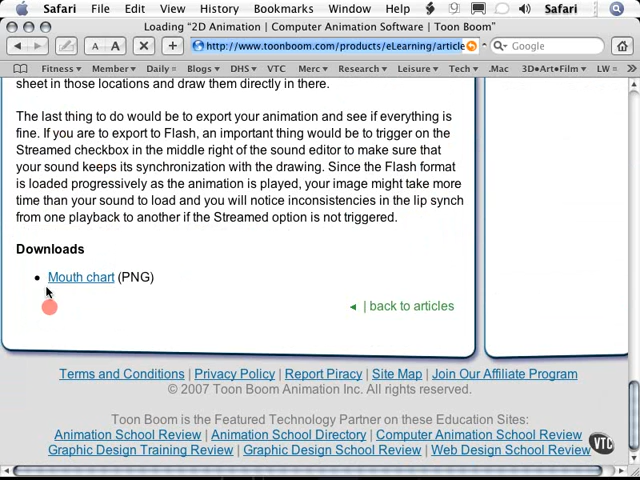 Safari File Edit View History Bookmarks Window Help Safari
Loading "2D Animation | Computer Animation Software | Toon Boom"
A A http://www.toonboom.com/products/eLearning/article Google
Fitness Member Daily Blogs DHS VTC Merc Research Leisure Tech 3D•Art•Film LW
sheet in those locations and draw them directly in there.
The last thing to do would be to export your animation and see if everything is
fine. If you are to export to Flash, an important thing would be to trigger on the
Streamed checkbox in the middle right of the sound editor to make sure that
your sound keeps its synchronization with the drawing. Since the Flash format
is loaded progressively as the animation is played, your image might take more
time than your sound to load and you will notice inconsistencies in the lip synch
from one playback to another if the Streamed option is not triggered.
Downloads
• Mouth chart (PNG)
| back to articles
Terms and Conditions | Privacy Policy | Report Piracy | Site Map | Join Our Affiliate Program
© 2007 Toon Boom Animation Inc. All rights reserved.
Toon Boom is the Featured Technology Partner on these Education Sites:
Animation School Review | Animation School Directory | Computer Animation School Review
Graphic Design Training Review | Graphic Design School Review | Web Design School Review
VTC